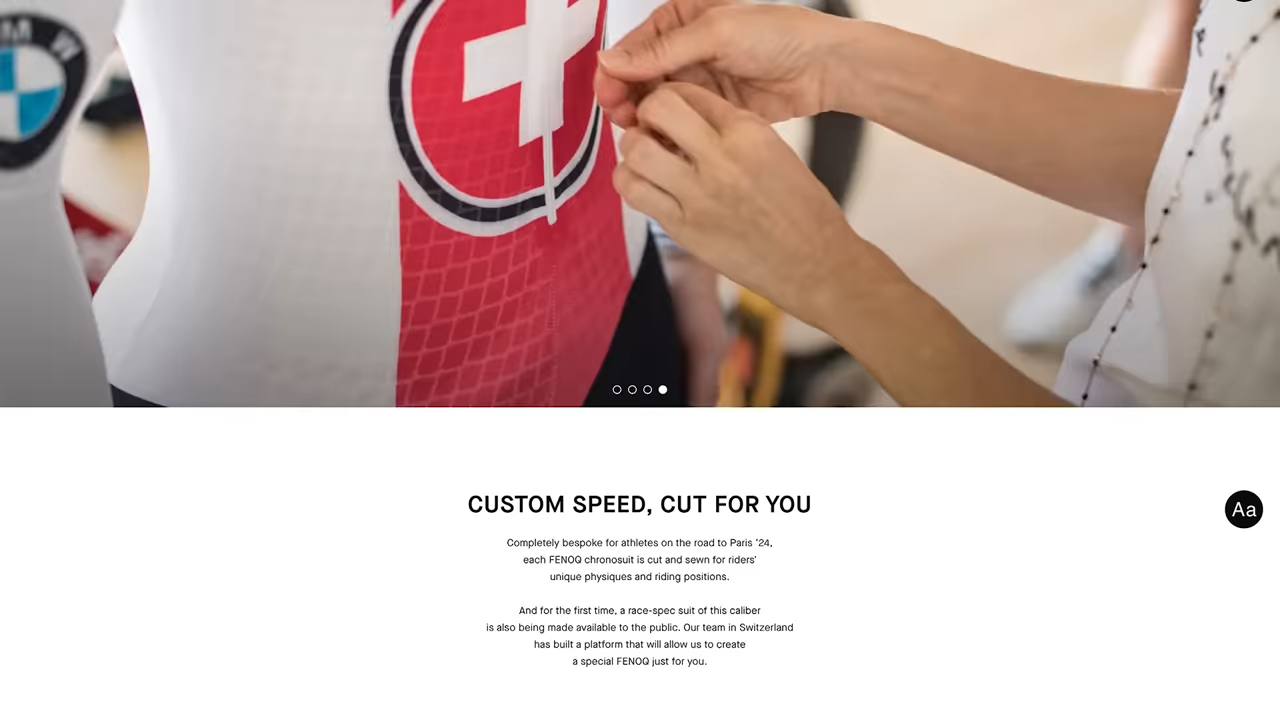 BMW
CUSTOM SPEED, CUT FOR YOU
Completely bespoke for athletes on the road to Paris '24,
each FENOQ chronosuit is cut and sewn for riders'
unique physiques and riding positions.
And for the first time, a race-spec suit of this caliber
is also being made available to the public. Our team in Switzerland
has built a platform that will allow us to create
a special FENOQ just for you.
Aa